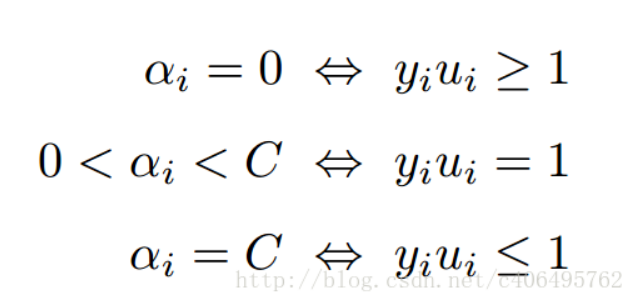 αᵢ = 0 ⇔ yᵢuᵢ ≥ 1
0 < αᵢ < C ⇔ yᵢuᵢ = 1
αᵢ = C ⇔ yᵢuᵢ ≤ 1
http://blog.csdn.net/c406495762